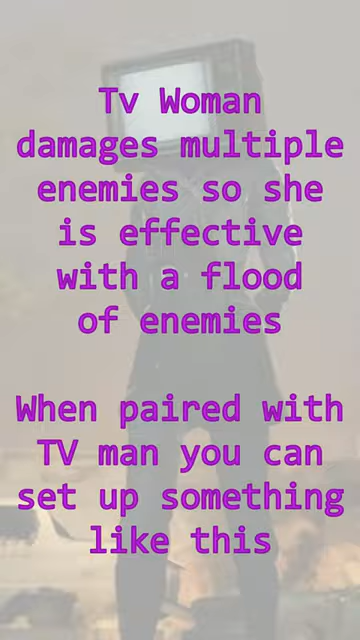 Tv Woman
damages multiple
enemies so she
is effective
with a flood
of enemies
When paired with
TV man you can
set up something
like this